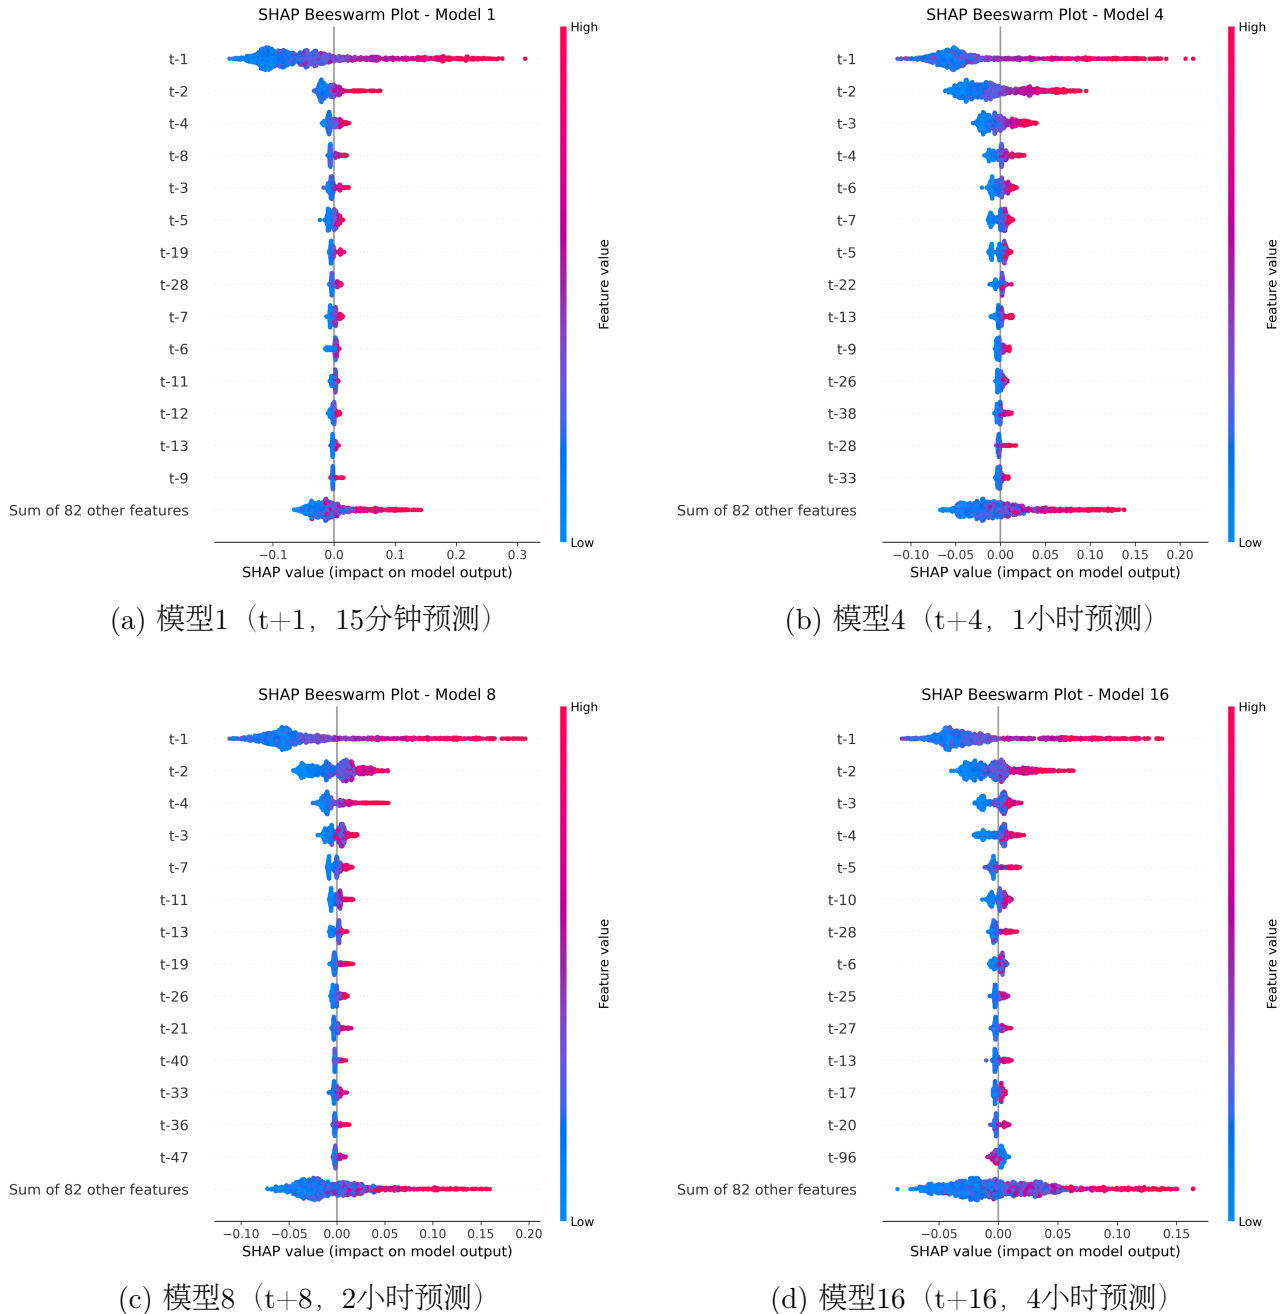 SHAP Beeswarm Plot - Model 1
High
t-1
t-2
t-4
t-8
t-3
t-5
t-19
t-28
t-7
t-6
t-11
t-12
t-13
t-9
Sum of 82 other features
Low
Feature value
−0.1 0.0 0.1 0.2 0.3
SHAP value (impact on model output)
(a) 模型1（t+1，15分钟预测）
SHAP Beeswarm Plot - Model 4
High
t-1
t-2
t-3
t-4
t-6
t-7
t-5
t-22
t-13
t-9
t-26
t-38
t-28
t-33
Sum of 82 other features
Low
Feature value
−0.10 −0.05 0.00 0.05 0.10 0.15 0.20
SHAP value (impact on model output)
(b) 模型4（t+4，1小时预测）
SHAP Beeswarm Plot - Model 8
High
t-1
t-2
t-4
t-3
t-7
t-11
t-13
t-19
t-26
t-21
t-40
t-33
t-36
t-47
Sum of 82 other features
Low
Feature value
−0.10 −0.05 0.00 0.05 0.10 0.15 0.20
SHAP value (impact on model output)
(c) 模型8（t+8，2小时预测）
SHAP Beeswarm Plot - Model 16
High
t-1
t-2
t-3
t-4
t-5
t-10
t-28
t-6
t-25
t-27
t-13
t-17
t-20
t-96
Sum of 82 other features
Low
Feature value
−0.05 0.00 0.05 0.10 0.15
SHAP value (impact on model output)
(d) 模型16（t+16，4小时预测）